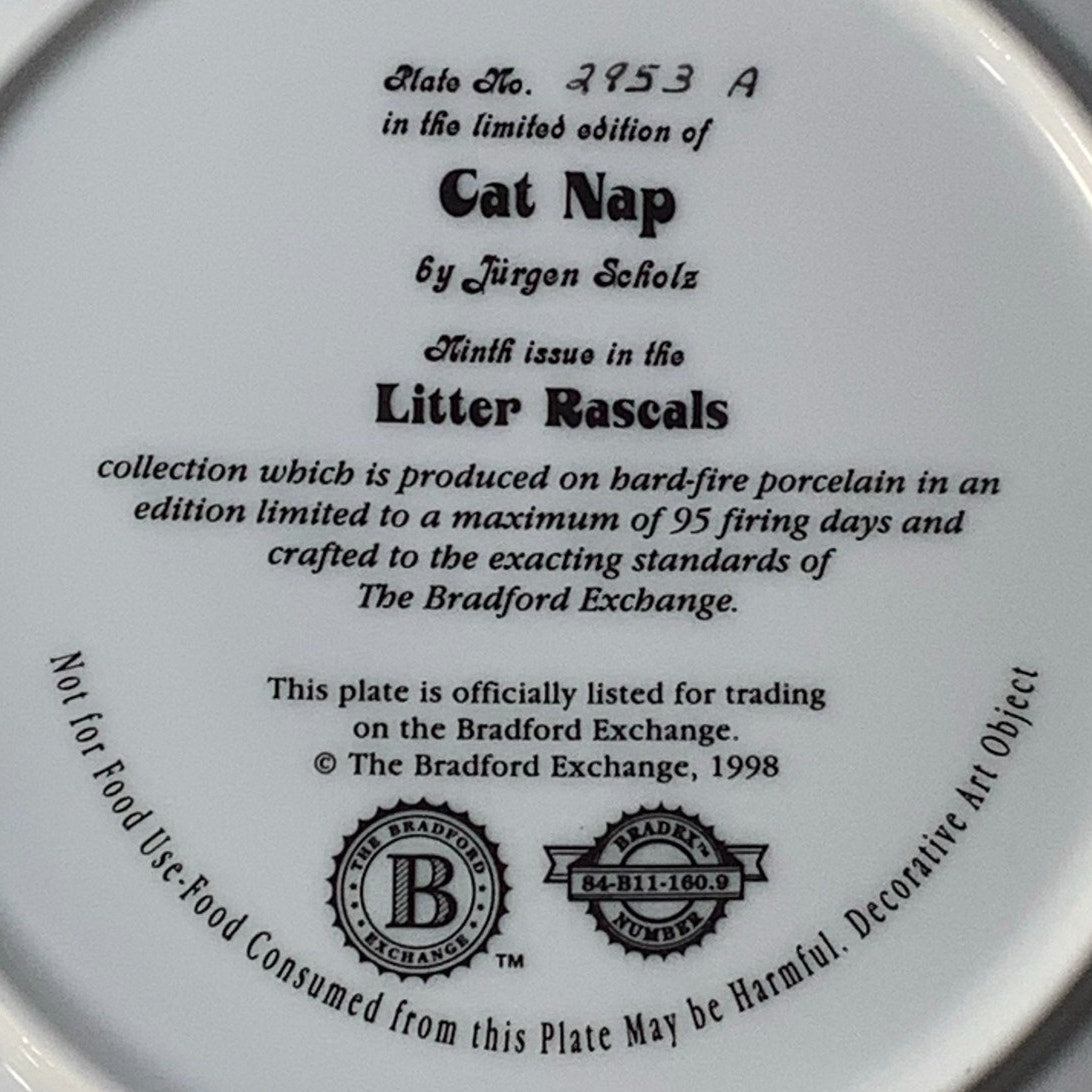 Plate No. 2953 A
in the limited edition of
Cat Nap
by Jürgen Scholz
Ninth issue in the
Litter Rascals
collection which is produced on hard-fire porcelain in an
edition limited to a maximum of 95 firing days and
crafted to the exacting standards of
The Bradford Exchange.
This plate is officially listed for trading
on the Bradford Exchange.
© The Bradford Exchange, 1998
THE BRADFORD
B
EXCHANGE
TM
BRADEX™
84-B11-160.9
NUMBER
Not for Food Use-Food Consumed from this Plate May be Harmful. Decorative Art Object